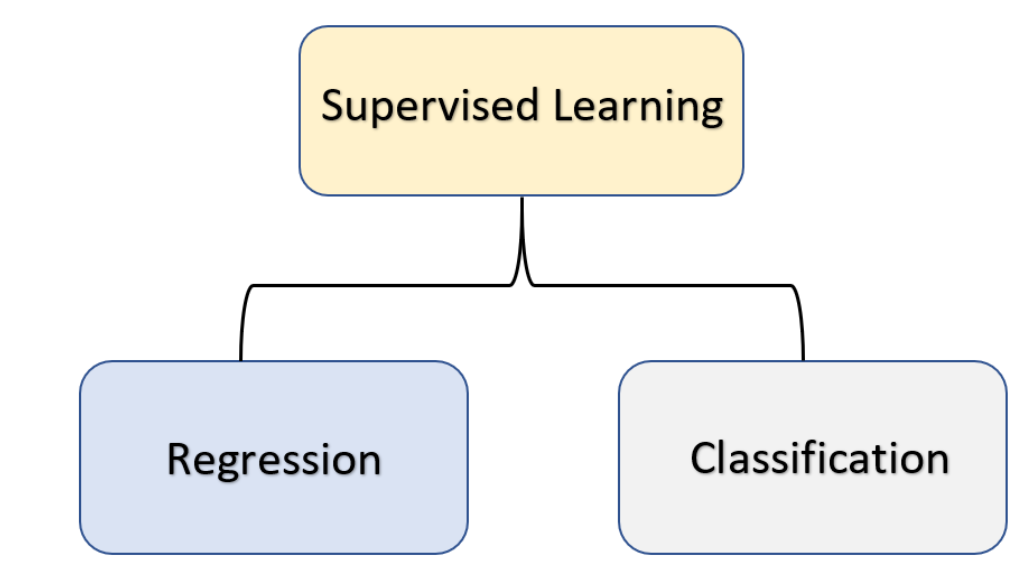 Supervised Learning
Regression
Classification